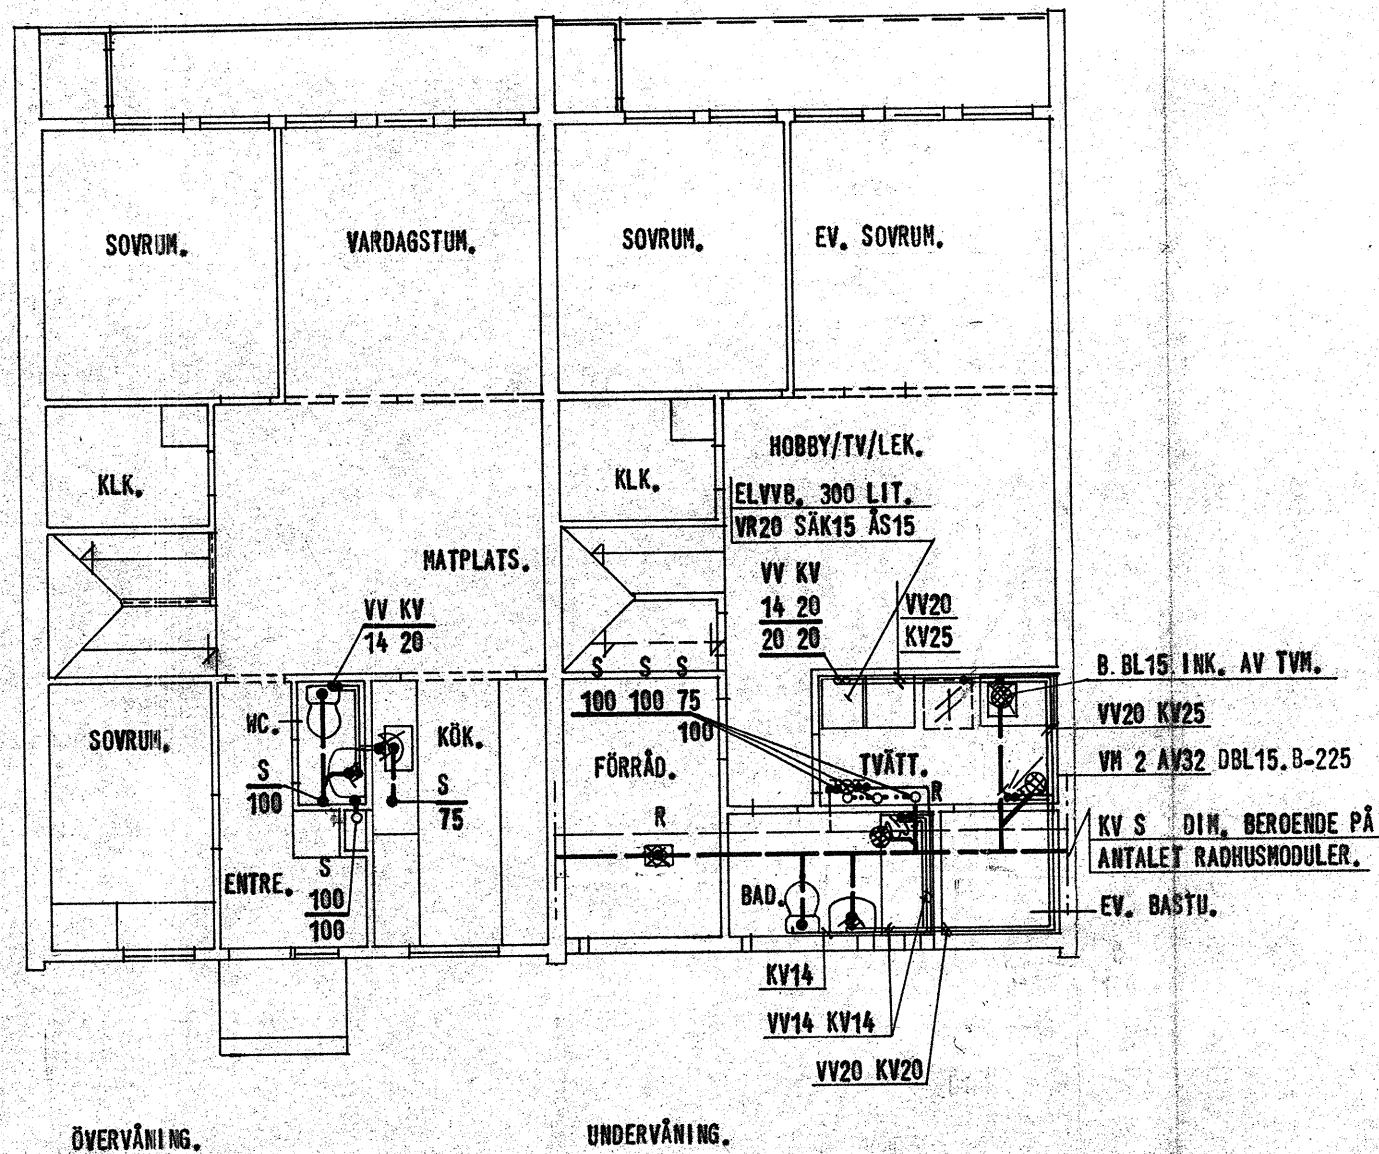 SOVRUM.
VARDAGSTUM.
SOVRUM.
EV. SOVRUM.
KLK.
MATPLATS.
VV KV
14 20
SOVRUM.
WC.
S
100
KÖK.
S
75
ENTRE.
S
100
100
KLK.
HOBBY/TV/LEK.
ELVVB. 300 LIT.
VR20 SÄK15 ÅS15
VV KV
14 20
20 20
VV20
KV25
S S S
100 100 75
100
FÖRRÅD.
R
TVÄTT.
R
BAD.
B. BL15 INK. AV TVM.
VV20 KV25
VM 2 AV32 DBL15. B-225
KV S DIM. BEROENDE PÅ
ANTALET RADHUSMODULER.
EV. BASTU.
KV14
VV14 KV14
VV20 KV20
ÖVERVÅNING.
UNDERVÅNING.